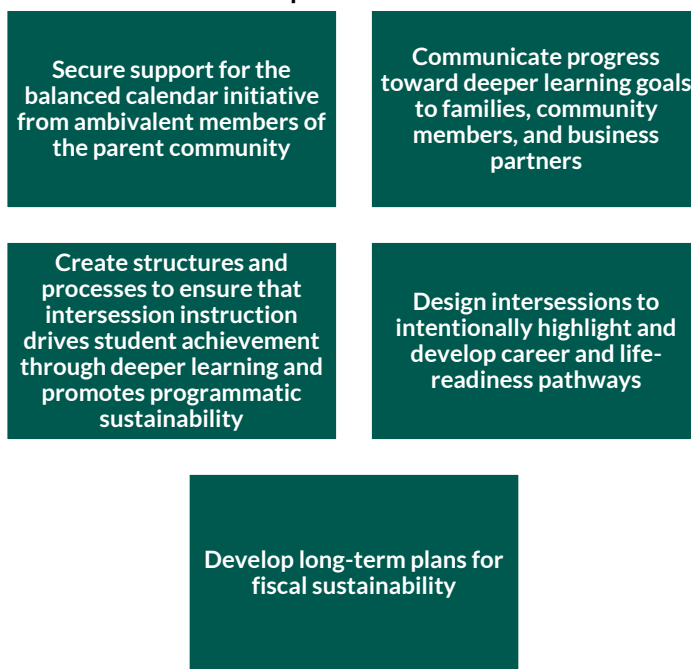 Secure support for the
balanced calendar initiative
from ambivalent members of
the parent community
Communicate progress
toward deeper learning goals
to families, community
members, and business
partners
Create structures and
processes to ensure that
intersession instruction
drives student achievement
through deeper learning and
promotes programmatic
sustainability
Design intersessions to
intentionally highlight and
develop career and life-
readiness pathways
Develop long-term plans for
fiscal sustainability